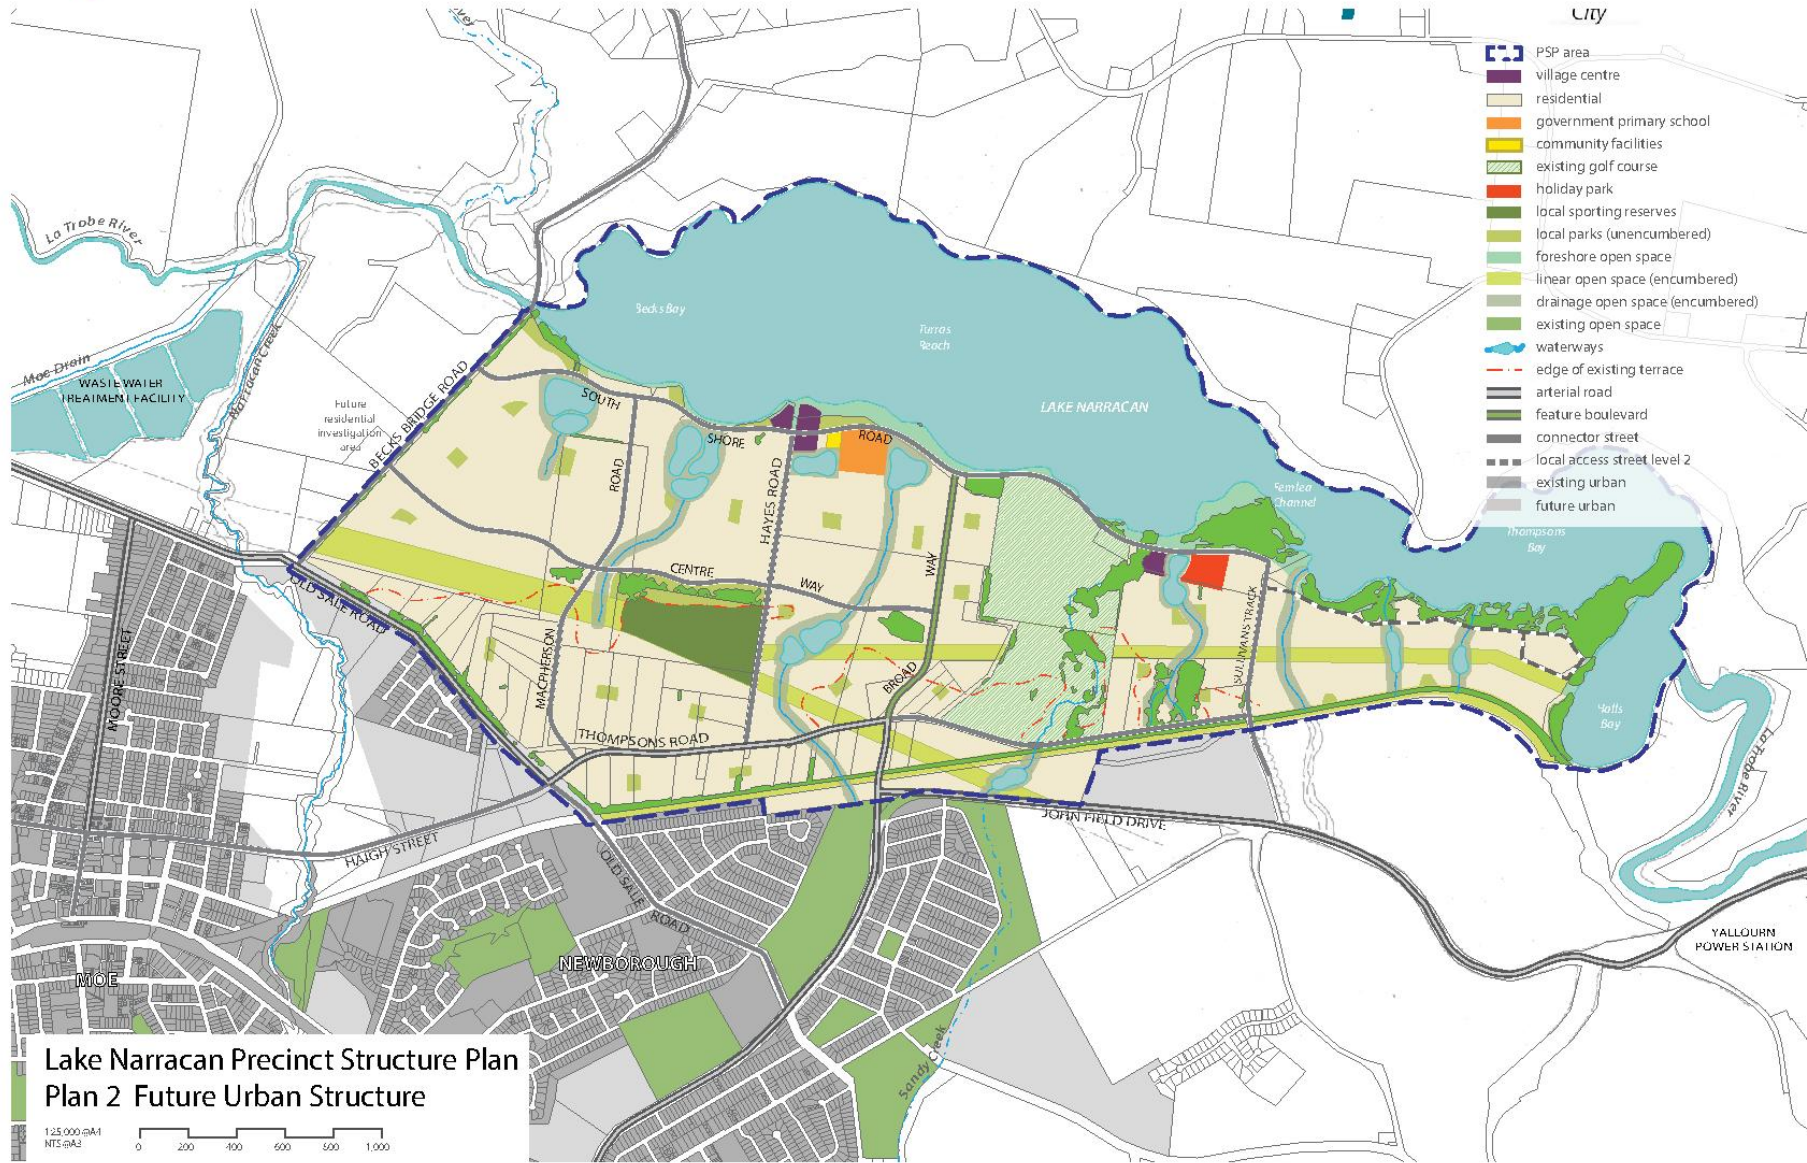 City
PSP area
village centre
residential
government primary school
community facilities
existing golf course
holiday park
local sporting reserves
local parks (unencumbered)
foreshore open space
linear open space (encumbered)
drainage open space (encumbered)
existing open space
waterways
edge of existing terrace
arterial road
feature boulevard
connector street
local access street level 2
existing urban
future urban
La Trobe River
Moe Drain
Narracan Creek
WASTE WATER
TREATMENT FACILITY
Future
residential
investigation
area
BECKS BRIDGE ROAD
Becks Bay
Turras
Beach
LAKE NARRACAN
Fernlea
Channel
Thompsons
Bay
Halls
Bay
La Trobe River
SOUTH
SHORE
ROAD
ROAD
HAYES ROAD
CENTRE
WAY
WAY
BROAD
MACPHERSON
SULLIVANS TRACK
THOMPSONS ROAD
OLD SALE ROAD
MOORE STREET
HAIGH STREET
OLD SALE ROAD
JOHN FIELD DRIVE
YALLOURN
POWER STATION
NEWBOROUGH
MOE
Sandy Creek
Lake Narracan Precinct Structure Plan
Plan 2 Future Urban Structure
1:25,000 @A4
NTS @A3
0 200 400 600 800 1,000